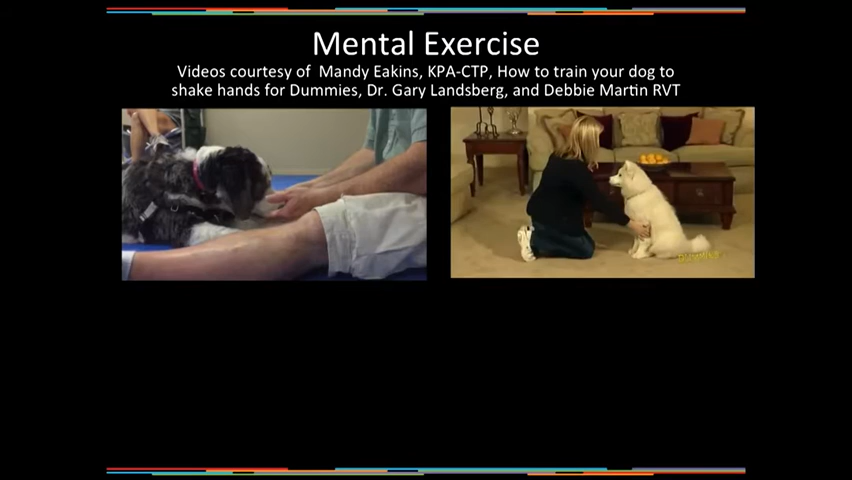 Mental Exercise
Videos courtesy of  Mandy Eakins, KPA-CTP, How to train your dog to
shake hands for Dummies, Dr. Gary Landsberg, and Debbie Martin RVT